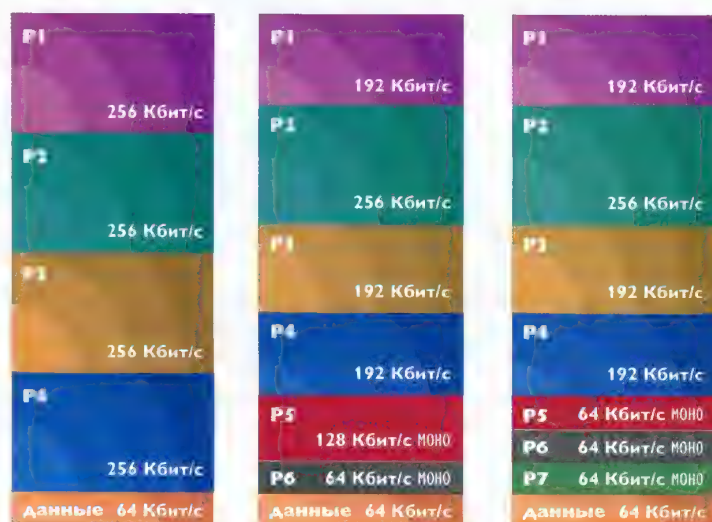 P1
256 Кбит/с
P2
256 Кбит/с
P3
256 Кбит/с
P4
256 Кбит/с
данные 64 Кбит/с
P1
192 Кбит/с
P2
256 Кбит/с
P3
192 Кбит/с
P4
192 Кбит/с
P5
128 Кбит/с МОНО
P6 64 Кбит/с МОНО
данные 64 Кбит/с
P1
192 Кбит/с
P2
256 Кбит/с
P3
192 Кбит/с
P4
192 Кбит/с
P5 64 Кбит/с МОНО
P6 64 Кбит/с МОНО
P7 64 Кбит/с МОНО
данные 64 Кбит/с